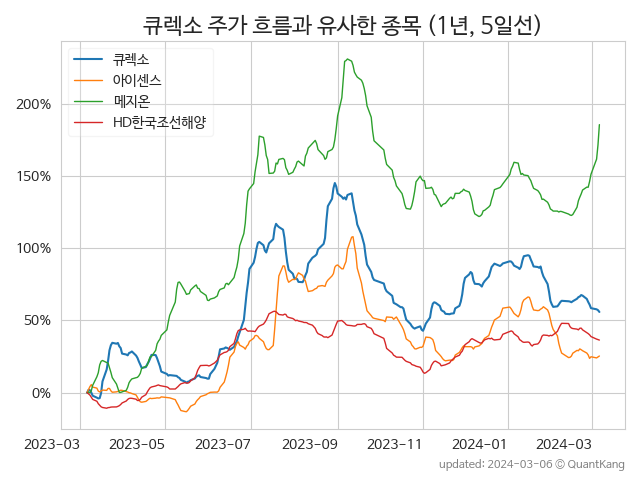 큐렉소 주가 흐름과 유사한 종목 (1년, 5일선)
큐렉소
아이센스
메지온
HD한국조선해양
200%
150%
100%
50%
0%
2023-03 2023-05 2023-07 2023-09 2023-11 2024-01 2024-03
updated: 2024-03-06 © QuantKang